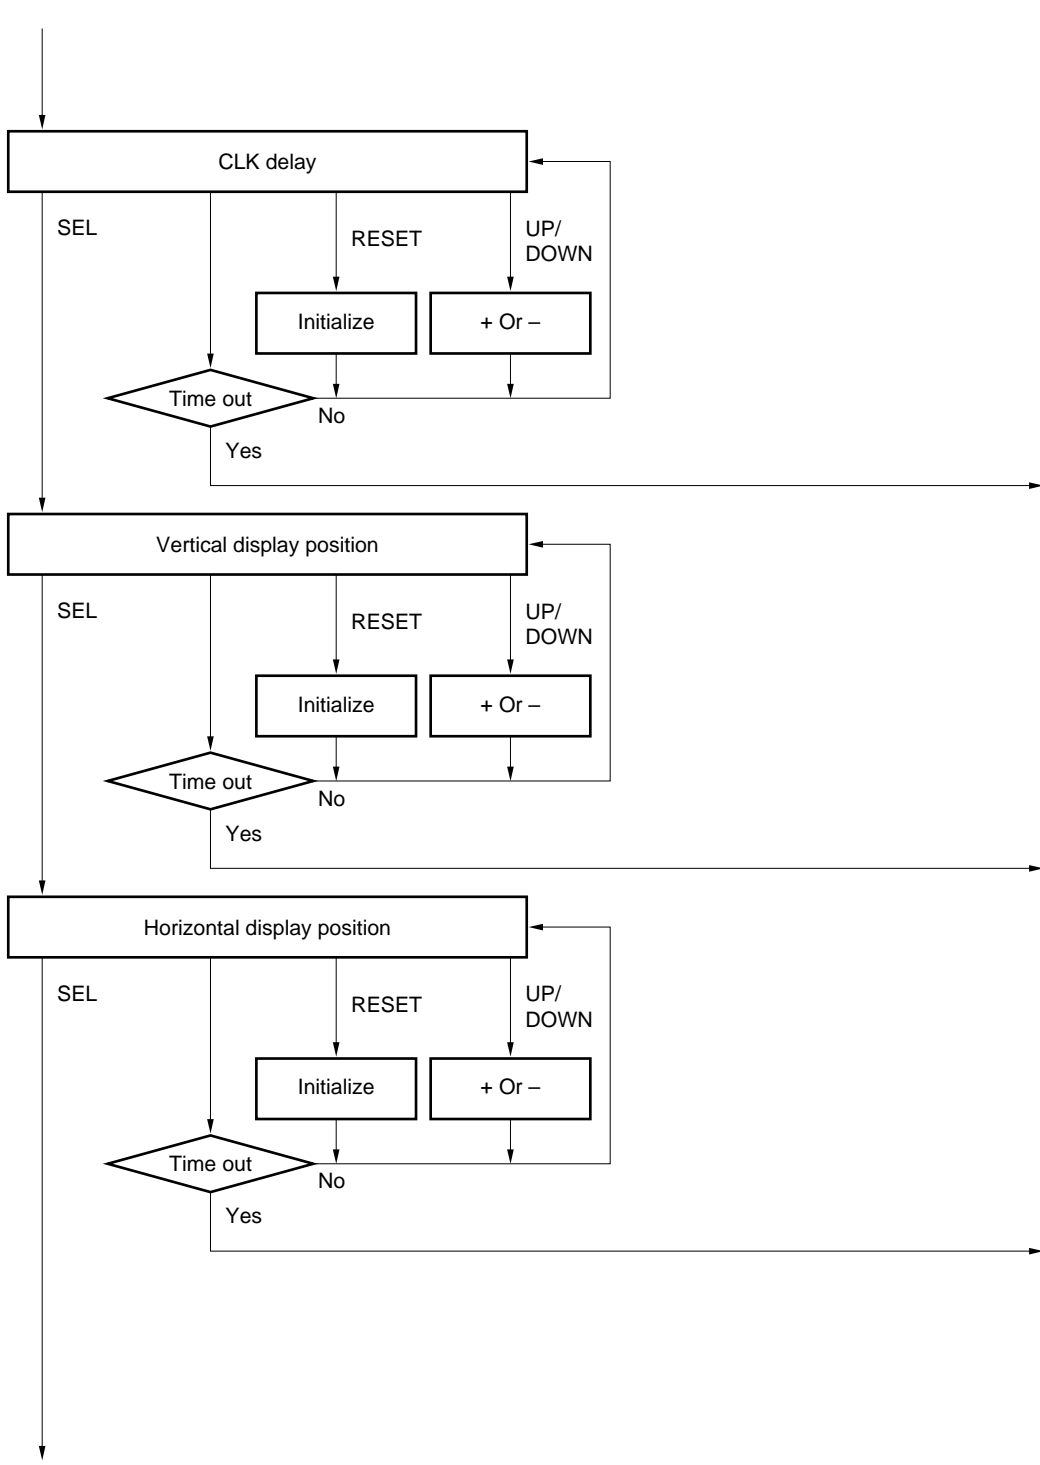 CLK delay
SEL
RESET
UP/
DOWN
Initialize
+ Or –
Time out
No
Yes
Vertical display position
SEL
RESET
UP/
DOWN
Initialize
+ Or –
Time out
No
Yes
Horizontal display position
SEL
RESET
UP/
DOWN
Initialize
+ Or –
Time out
No
Yes